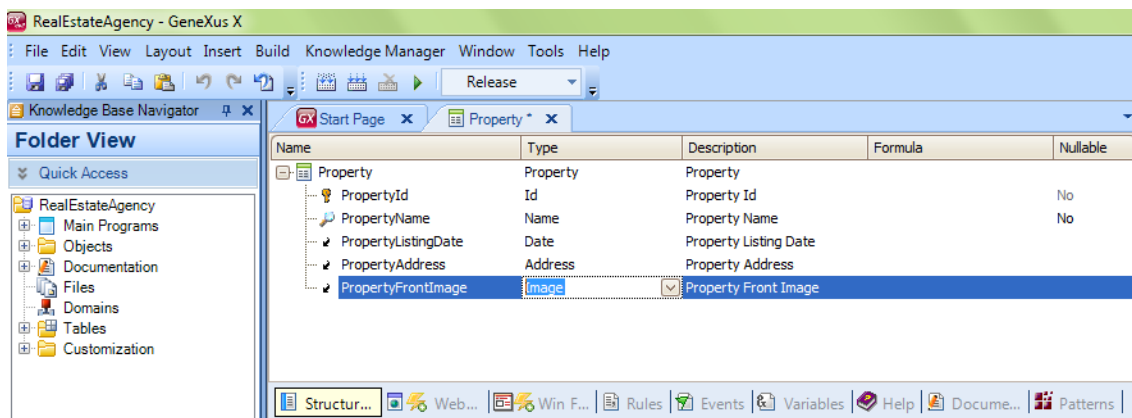 RealEstateAgency - GeneXus X
File Edit View Layout Insert Build Knowledge Manager Window Tools Help
Release
Knowledge Base Navigator
Start Page Property *
Folder View
Name Type Description Formula Nullable
Quick Access
Property Property Property
PropertyId Id Property Id No
RealEstateAgency
PropertyName Name Property Name No
Main Programs
PropertyListingDate Date Property Listing Date
Objects
PropertyAddress Address Property Address
Documentation
PropertyFrontImage Image Property Front Image
Files
Domains
Tables
Customization
Structur... Web... Win F... Rules Events Variables Help Docume... Patterns